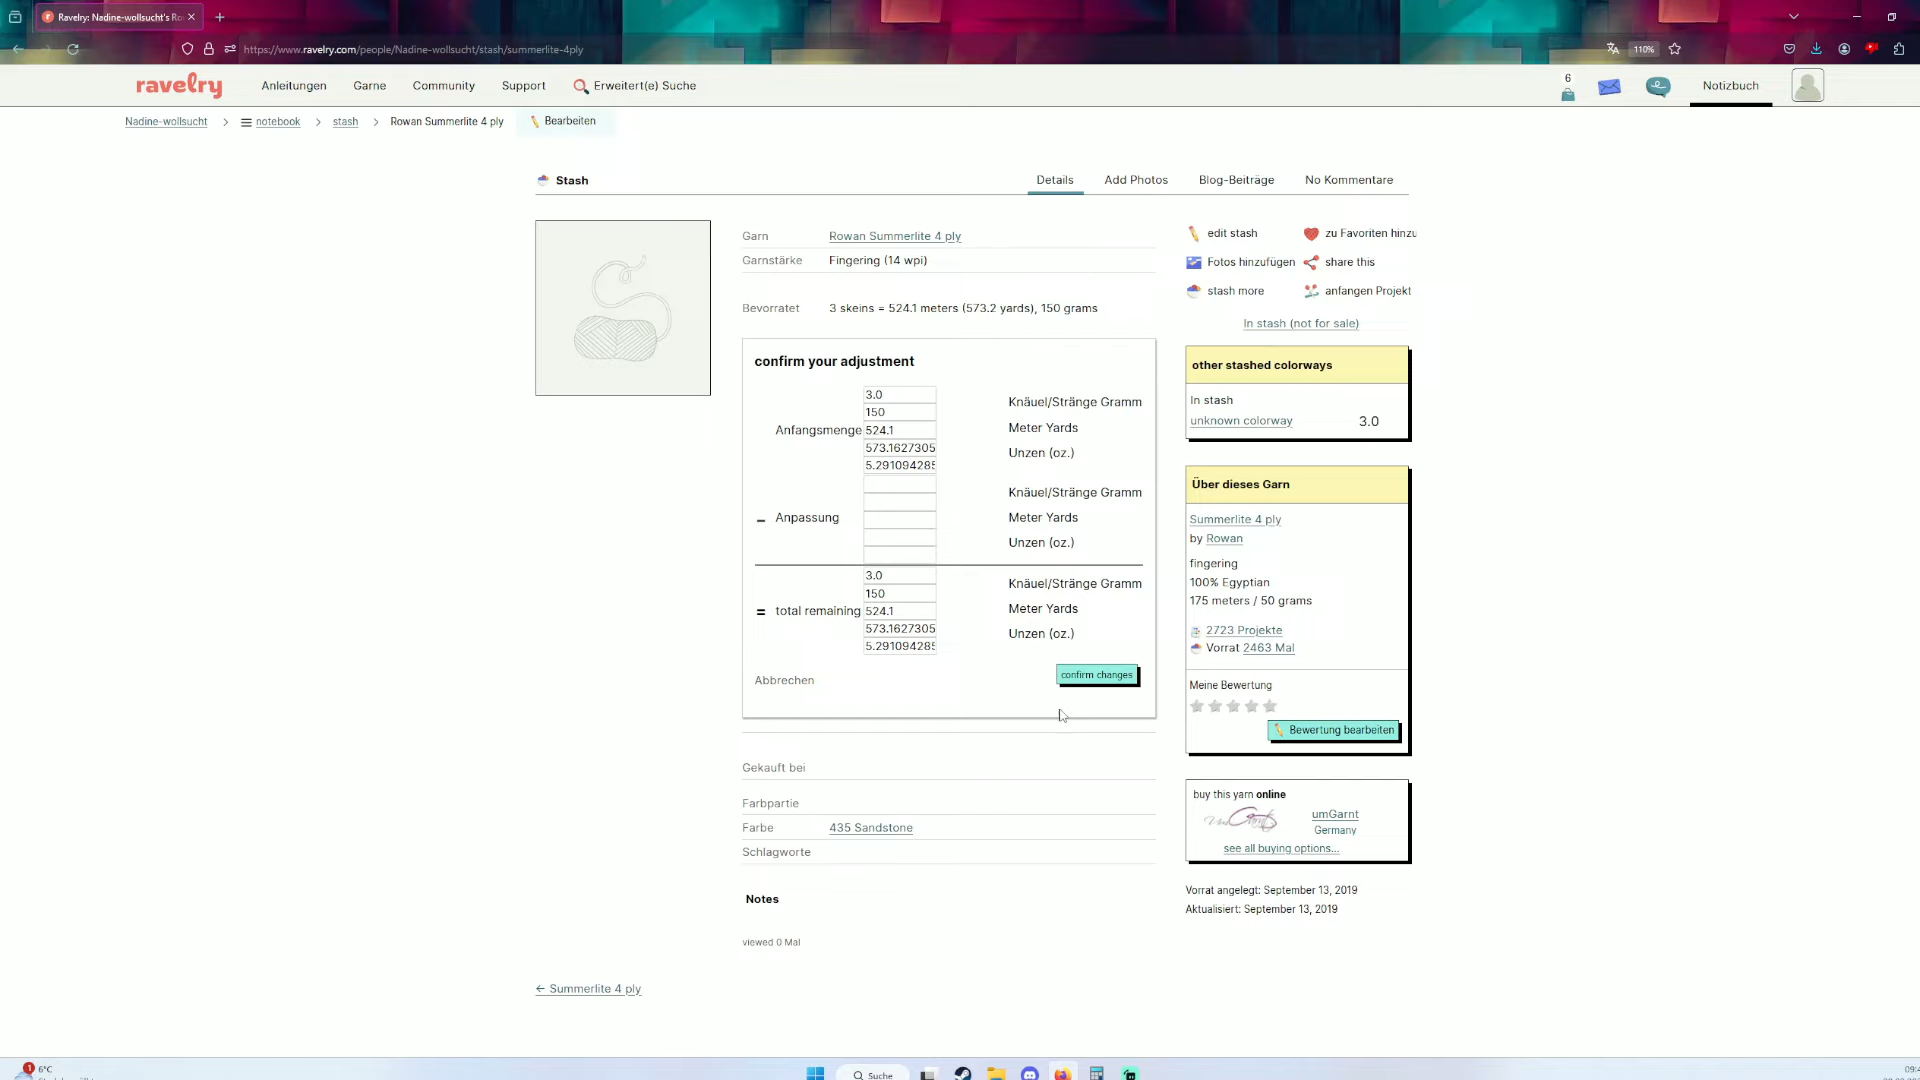 Ravelry: Nadine-wollsucht's Ro
https://www.ravelry.com/people/Nadine-wollsucht/stash/summerlite-4ply
110%
ravelry
Anleitungen
Garne
Community
Support
Erweitert(e) Suche
6
Notizbuch
Nadine-wollsucht
notebook
stash
Rowan Summerlite 4 ply
Bearbeiten
Stash
Details
Add Photos
Blog-Beiträge
No Kommentare
Garn Rowan Summerlite 4 ply
Garnstärke Fingering (14 wpi)
Bevorratet 3 skeins = 524.1 meters (573.2 yards), 150 grams
confirm your adjustment
Anfangsmenge
3.0
150
524.1
573.1627305
5.29109428
Knäuel/Stränge Gramm
Meter Yards
Unzen (oz.)
– Anpassung
Knäuel/Stränge Gramm
Meter Yards
Unzen (oz.)
= total remaining
3.0
150
524.1
573.1627305
5.29109428
Knäuel/Stränge Gramm
Meter Yards
Unzen (oz.)
Abbrechen
confirm changes
Gekauft bei
Farbpartie
Farbe 435 Sandstone
Schlagworte
Notes
viewed 0 Mal
← Summerlite 4 ply
edit stash
zu Favoriten hinzu
Fotos hinzufügen
share this
stash more
anfangen Projekt
In stash (not for sale)
other stashed colorways
In stash
unknown colorway 3.0
Über dieses Garn
Summerlite 4 ply
by Rowan
fingering
100% Egyptian
175 meters / 50 grams
2723 Projekte
Vorrat 2463 Mal
Meine Bewertung
Bewertung bearbeiten
buy this yarn online
umGarnt
umGarnt
Germany
see all buying options...
Vorrat angelegt: September 13, 2019
Aktualisiert: September 13, 2019
1
6°C
Suche